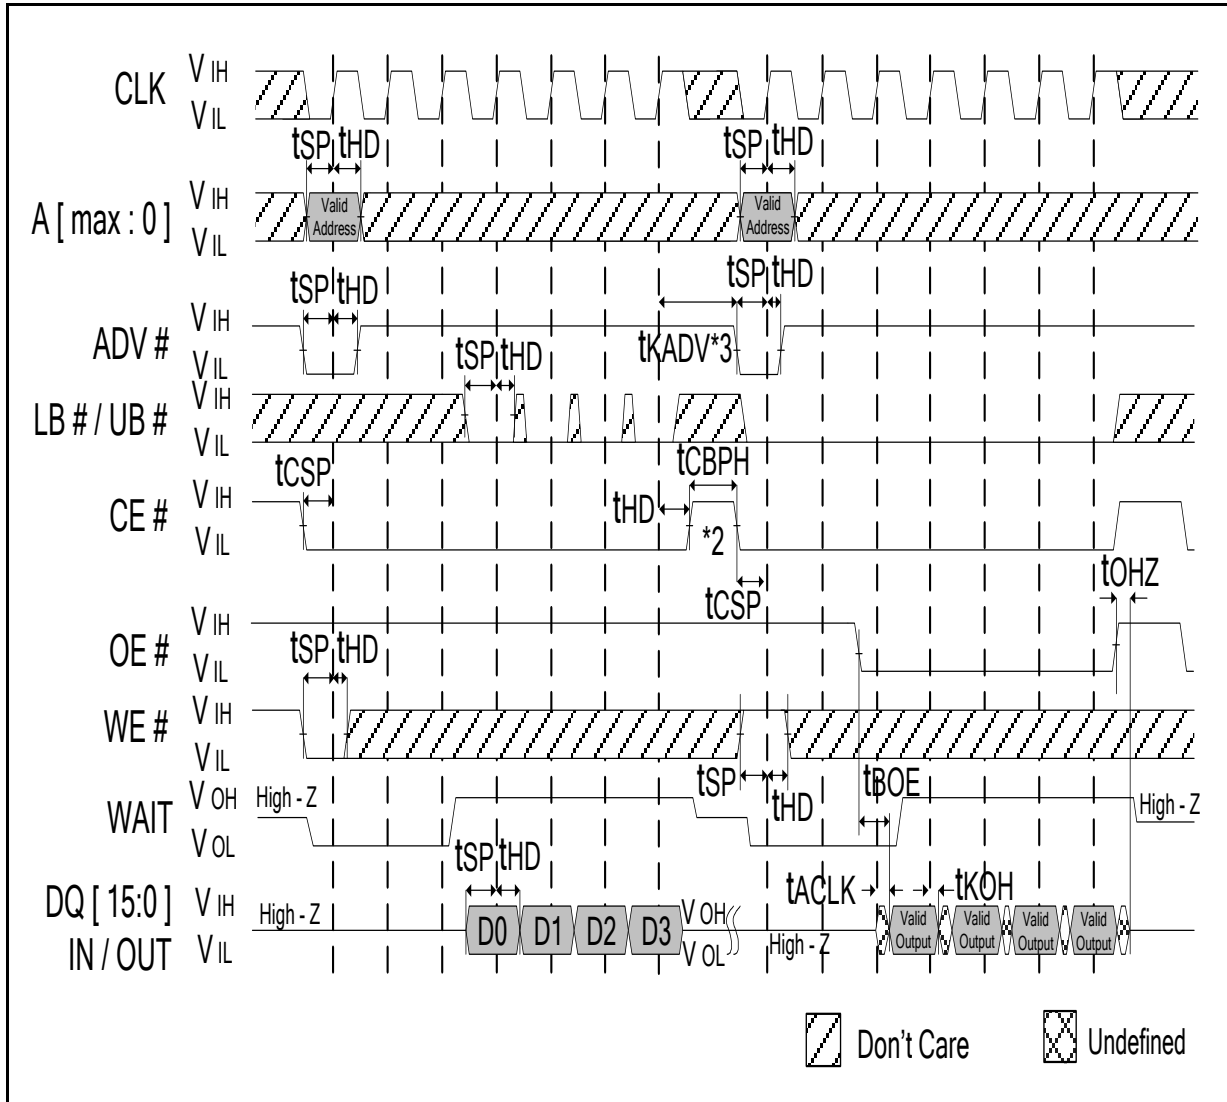 CLK V IH
V IL
tSP tHD tSP tHD
A [ max : 0 ] V IH
V IL
Valid Address
Valid Address
tSP tHD tSP tHD
ADV # V IH
V IL
tKADV*3
tSP tHD
LB # / UB # V IH
V IL
tCBPH
tCSP
tHD
CE # V IH
V IL
*2
tCSP
tOHZ
OE # V IH
V IL
tSP tHD
WE # V IH
V IL
tSP tHD
tBOE
WAIT V OH
V OL
High - Z
High - Z
tSP tHD
tACLK tKOH
DQ [ 15:0 ] V IH
IN / OUT V IL
High - Z
D0 D1 D2 D3
V OH
V OL
High - Z
Valid Output
Valid Output
Valid Output
Valid Output
Don't Care
Undefined